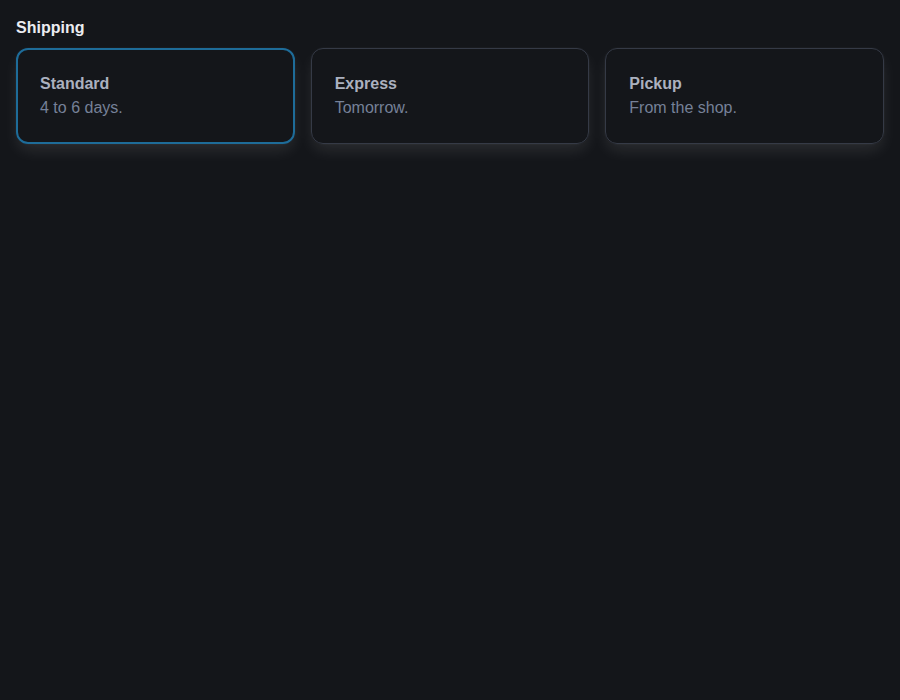 Shipping
Standard
4 to 6 days.
Express
Tomorrow.
Pickup
From the shop.